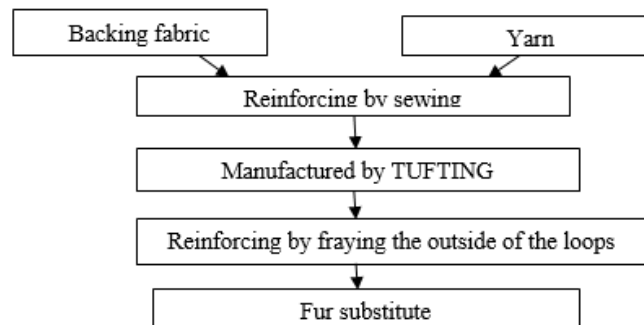 Backing fabric
Yarn
Reinforcing by sewing
Manufactured by TUFTING
Reinforcing by fraying the outside of the loops
Fur substitute